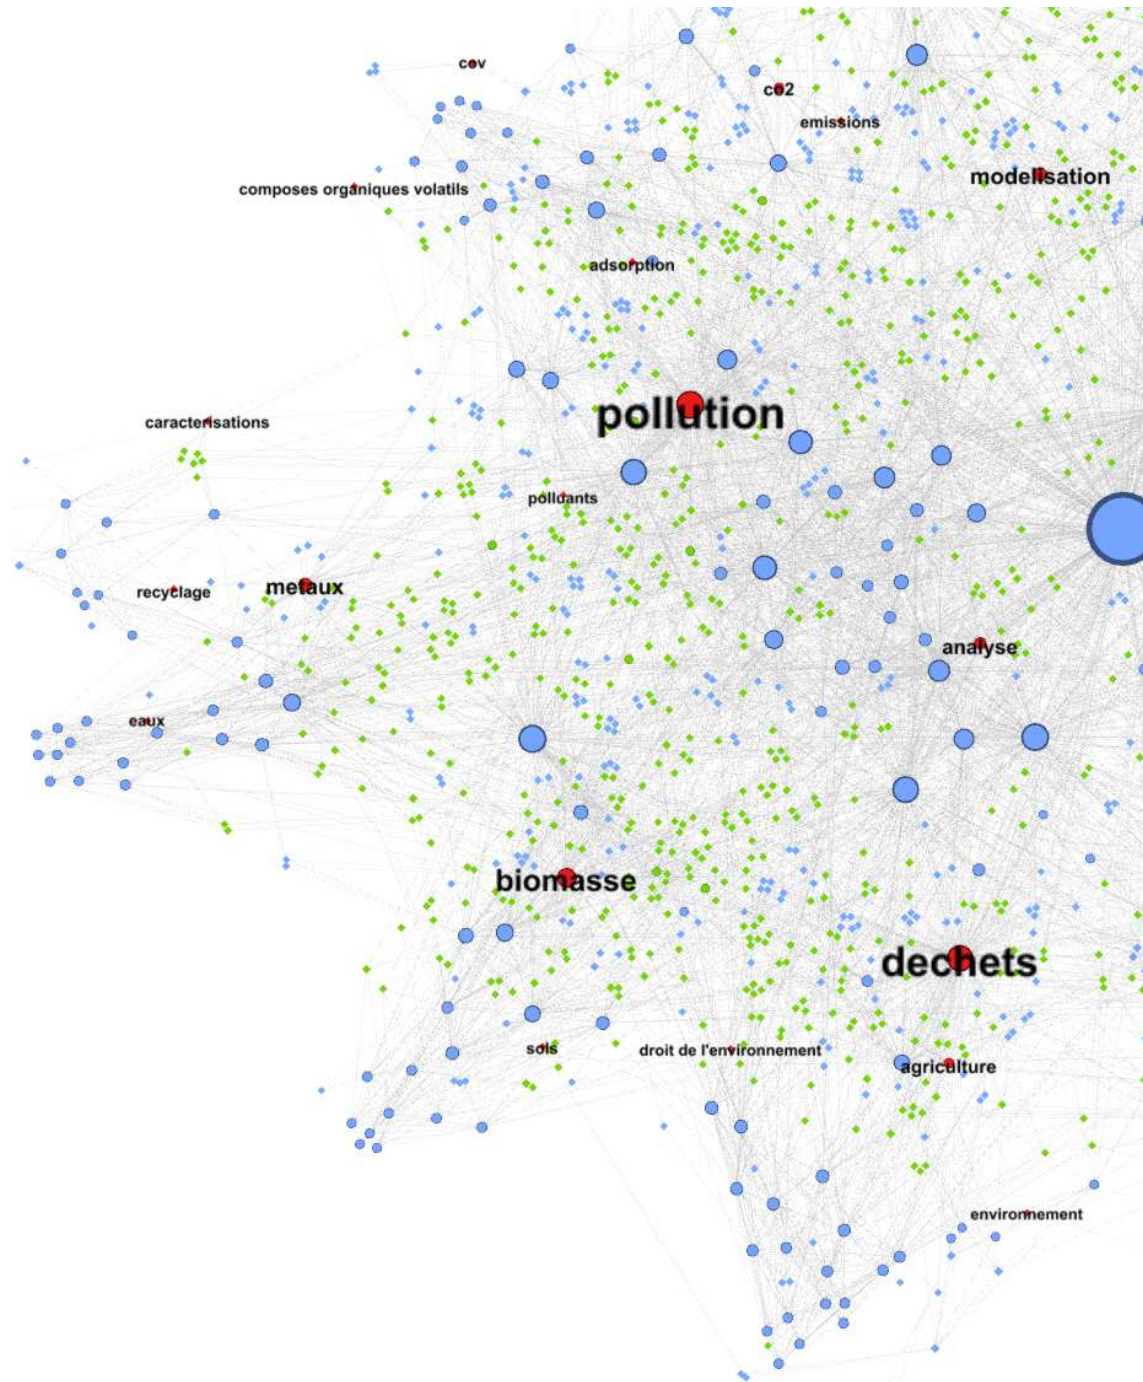 cov
co2
emissions
modelisation
composes organiques volatils
adsorption
pollution
caracterisations
polluants
metaux
recyclage
analyse
eaux
biomasse
dechets
sols
droit de l'environnement
agriculture
environnement